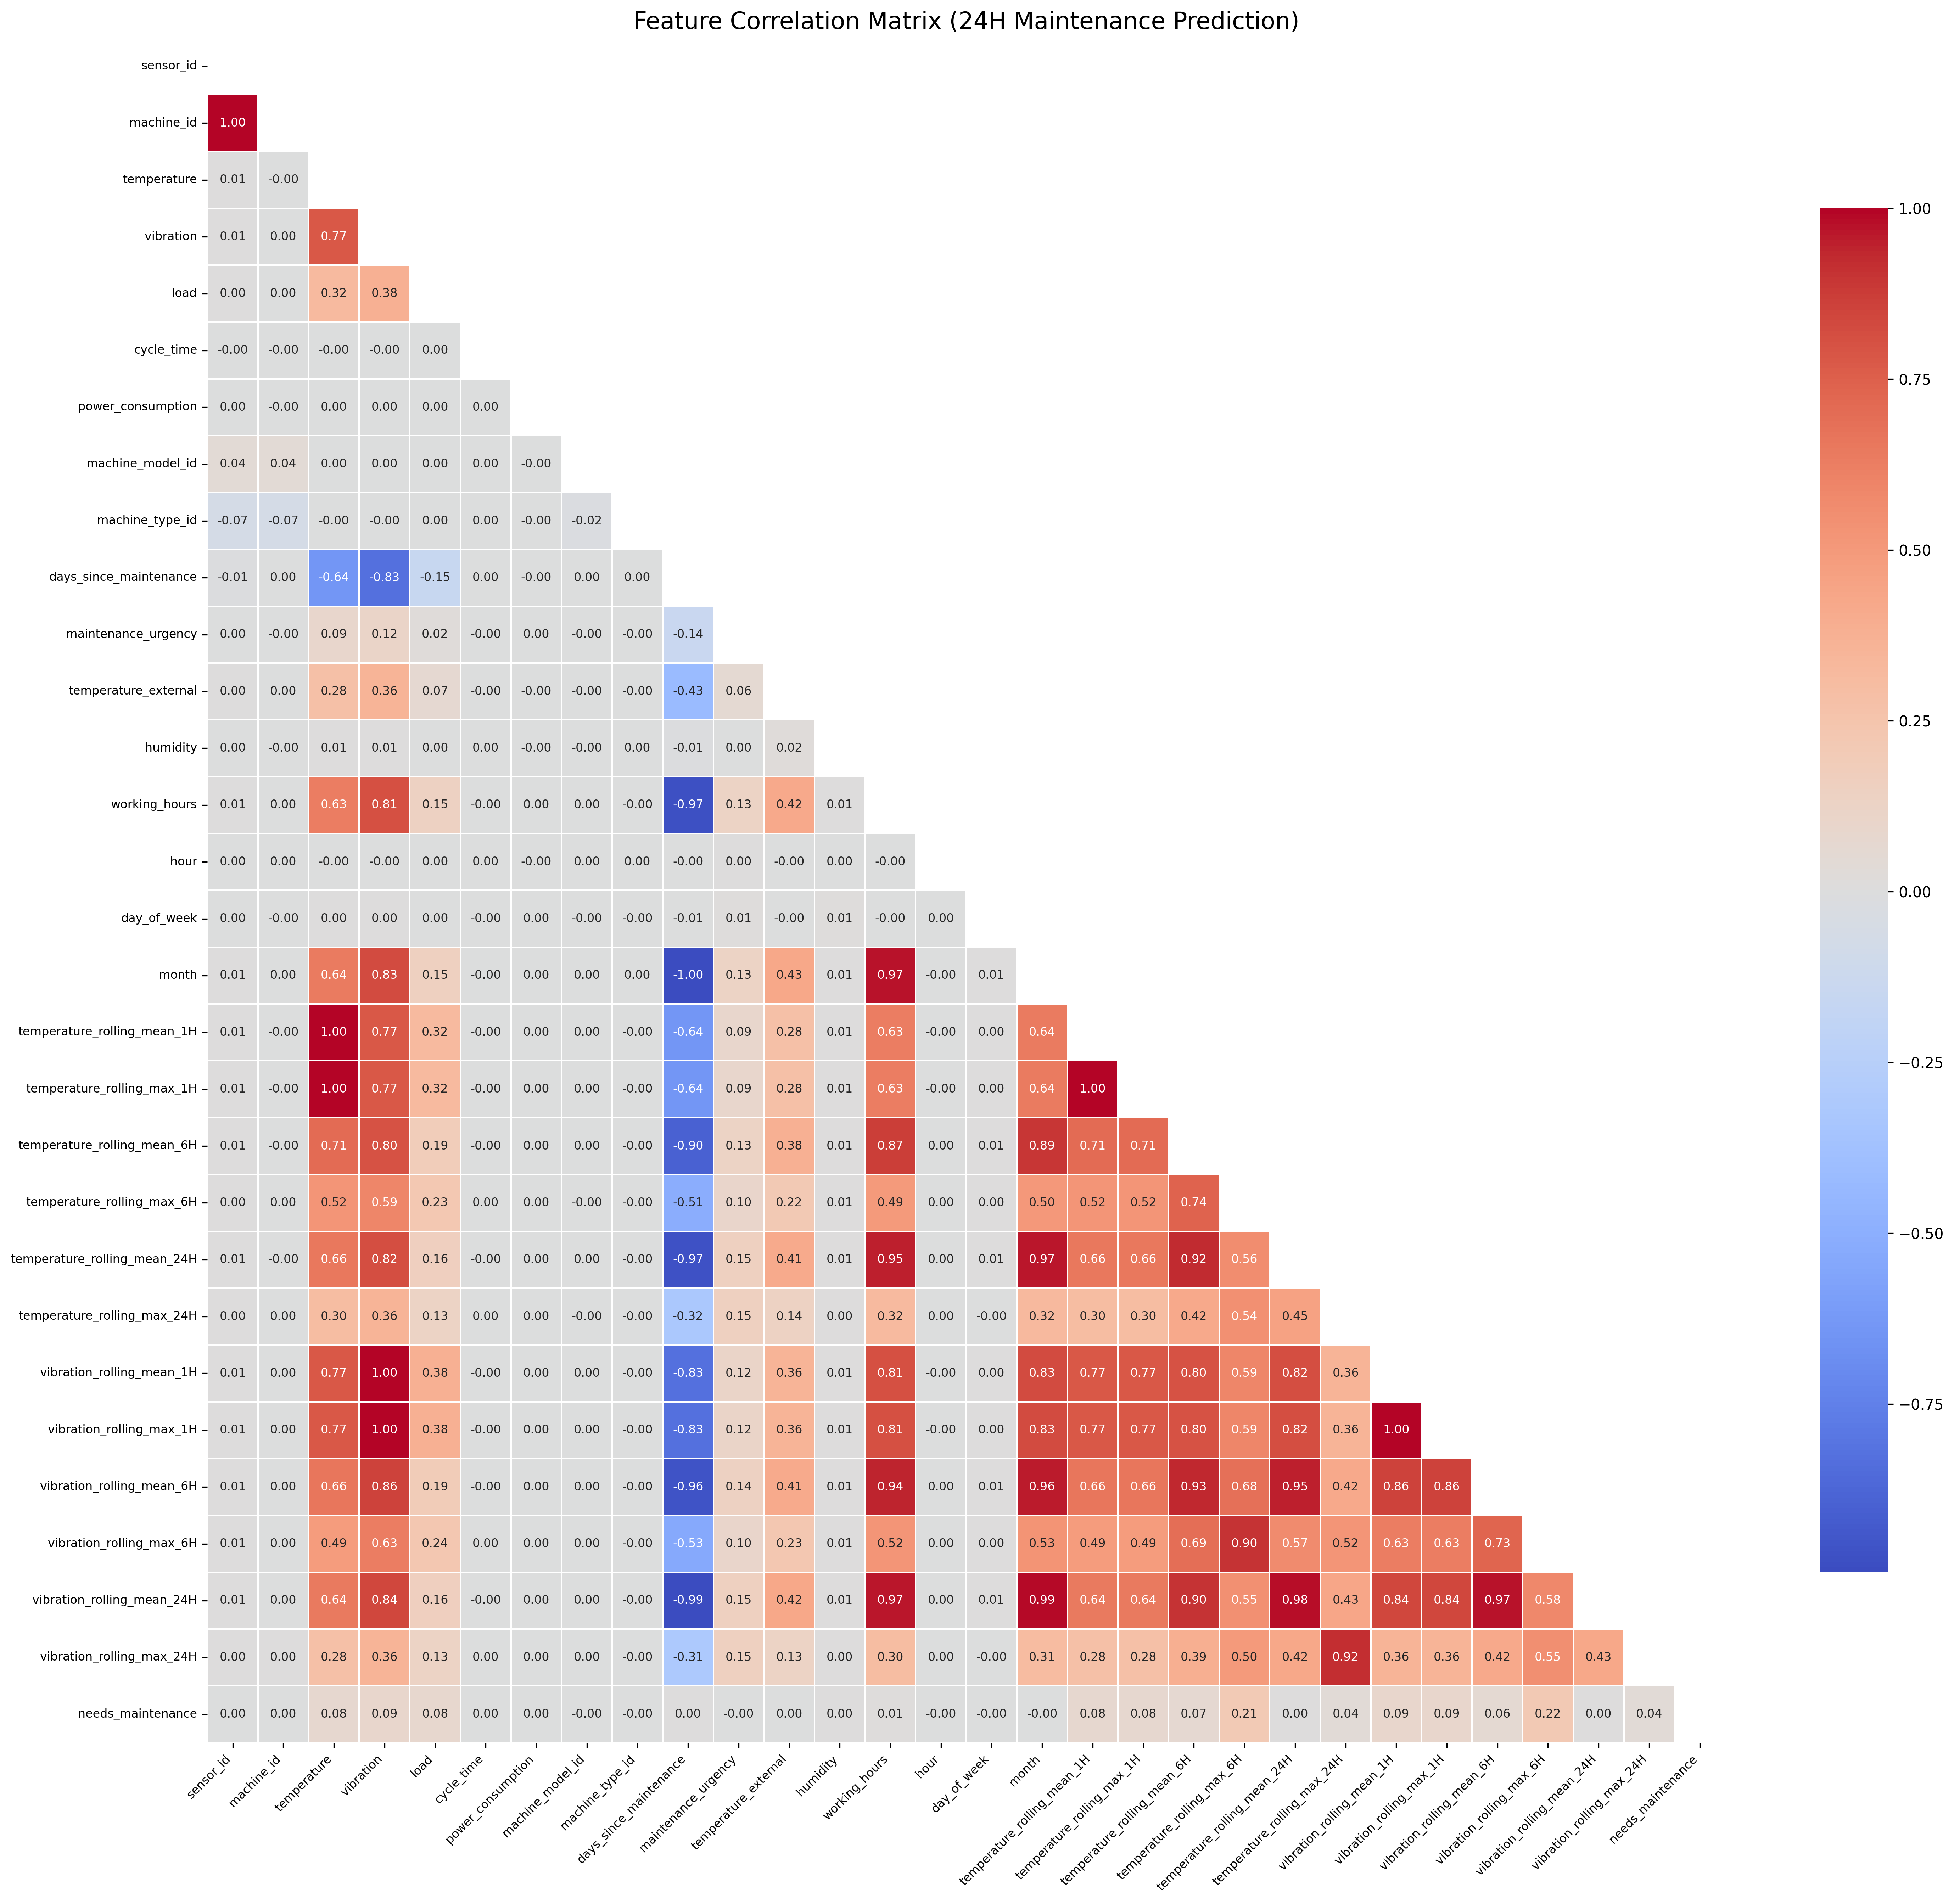 Feature Correlation Matrix (24H Maintenance Prediction)
sensor_id
machine_id 1.00
temperature 0.01 -0.00
vibration 0.01 0.00 0.77
load 0.00 0.00 0.32 0.38
cycle_time -0.00 -0.00 -0.00 -0.00 0.00
power_consumption 0.00 -0.00 0.00 0.00 0.00 0.00
machine_model_id 0.04 0.04 0.00 0.00 0.00 0.00 -0.00
machine_type_id -0.07 -0.07 -0.00 -0.00 0.00 0.00 -0.00 -0.02
days_since_maintenance -0.01 0.00 -0.64 -0.83 -0.15 0.00 -0.00 0.00 0.00
maintenance_urgency 0.00 -0.00 0.09 0.12 0.02 -0.00 0.00 -0.00 -0.00 -0.14
temperature_external 0.00 0.00 0.28 0.36 0.07 -0.00 -0.00 -0.00 -0.00 -0.43 0.06
humidity 0.00 -0.00 0.01 0.01 0.00 0.00 -0.00 -0.00 0.00 -0.01 0.00 0.02
working_hours 0.01 0.00 0.63 0.81 0.15 -0.00 0.00 0.00 -0.00 -0.97 0.13 0.42 0.01
hour 0.00 0.00 -0.00 -0.00 0.00 0.00 -0.00 0.00 0.00 -0.00 0.00 -0.00 0.00 -0.00
day_of_week 0.00 -0.00 0.00 0.00 0.00 -0.00 0.00 -0.00 -0.00 -0.01 0.01 -0.00 0.01 -0.00 0.00
month 0.01 0.00 0.64 0.83 0.15 -0.00 0.00 0.00 0.00 -1.00 0.13 0.43 0.01 0.97 -0.00 0.01
temperature_rolling_mean_1H 0.01 -0.00 1.00 0.77 0.32 -0.00 0.00 0.00 -0.00 -0.64 0.09 0.28 0.01 0.63 -0.00 0.00 0.64
temperature_rolling_max_1H 0.01 -0.00 1.00 0.77 0.32 -0.00 0.00 0.00 -0.00 -0.64 0.09 0.28 0.01 0.63 -0.00 0.00 0.64 1.00
temperature_rolling_mean_6H 0.01 -0.00 0.71 0.80 0.19 -0.00 0.00 0.00 -0.00 -0.90 0.13 0.38 0.01 0.87 0.00 0.01 0.89 0.71 0.71
temperature_rolling_max_6H 0.00 0.00 0.52 0.59 0.23 0.00 0.00 -0.00 -0.00 -0.51 0.10 0.22 0.01 0.49 0.00 0.00 0.50 0.52 0.52 0.74
temperature_rolling_mean_24H 0.01 -0.00 0.66 0.82 0.16 -0.00 0.00 0.00 -0.00 -0.97 0.15 0.41 0.01 0.95 0.00 0.01 0.97 0.66 0.66 0.92 0.56
temperature_rolling_max_24H 0.00 0.00 0.30 0.36 0.13 0.00 0.00 -0.00 -0.00 -0.32 0.15 0.14 0.00 0.32 0.00 -0.00 0.32 0.30 0.30 0.42 0.54 0.45
vibration_rolling_mean_1H 0.01 0.00 0.77 1.00 0.38 -0.00 0.00 0.00 -0.00 -0.83 0.12 0.36 0.01 0.81 -0.00 0.00 0.83 0.77 0.77 0.80 0.59 0.82 0.36
vibration_rolling_max_1H 0.01 0.00 0.77 1.00 0.38 -0.00 0.00 0.00 -0.00 -0.83 0.12 0.36 0.01 0.81 -0.00 0.00 0.83 0.77 0.77 0.80 0.59 0.82 0.36 1.00
vibration_rolling_mean_6H 0.01 0.00 0.66 0.86 0.19 -0.00 0.00 0.00 -0.00 -0.96 0.14 0.41 0.01 0.94 0.00 0.01 0.96 0.66 0.66 0.93 0.68 0.95 0.42 0.86 0.86
vibration_rolling_max_6H 0.01 0.00 0.49 0.63 0.24 0.00 0.00 0.00 -0.00 -0.53 0.10 0.23 0.01 0.52 0.00 0.00 0.53 0.49 0.49 0.69 0.90 0.57 0.52 0.63 0.63 0.73
vibration_rolling_mean_24H 0.01 0.00 0.64 0.84 0.16 -0.00 0.00 0.00 -0.00 -0.99 0.15 0.42 0.01 0.97 0.00 0.01 0.99 0.64 0.64 0.90 0.55 0.98 0.43 0.84 0.84 0.97 0.58
vibration_rolling_max_24H 0.00 0.00 0.28 0.36 0.13 0.00 0.00 0.00 -0.00 -0.31 0.15 0.13 0.00 0.30 0.00 -0.00 0.31 0.28 0.28 0.39 0.50 0.42 0.92 0.36 0.36 0.42 0.55 0.43
needs_maintenance 0.00 0.00 0.08 0.09 0.08 0.00 0.00 -0.00 -0.00 0.00 -0.00 0.00 0.00 0.01 -0.00 -0.00 -0.00 0.08 0.08 0.07 0.21 0.00 0.04 0.09 0.09 0.06 0.22 0.00 0.04
sensor_id
machine_id
temperature
vibration
load
cycle_time
power_consumption
machine_model_id
machine_type_id
days_since_maintenance
maintenance_urgency
temperature_external
humidity
working_hours
hour
day_of_week
month
temperature_rolling_mean_1H
temperature_rolling_max_1H
temperature_rolling_mean_6H
temperature_rolling_max_6H
temperature_rolling_mean_24H
temperature_rolling_max_24H
vibration_rolling_mean_1H
vibration_rolling_max_1H
vibration_rolling_mean_6H
vibration_rolling_max_6H
vibration_rolling_mean_24H
vibration_rolling_max_24H
needs_maintenance
1.00
0.75
0.50
0.25
0.00
−0.25
−0.50
−0.75